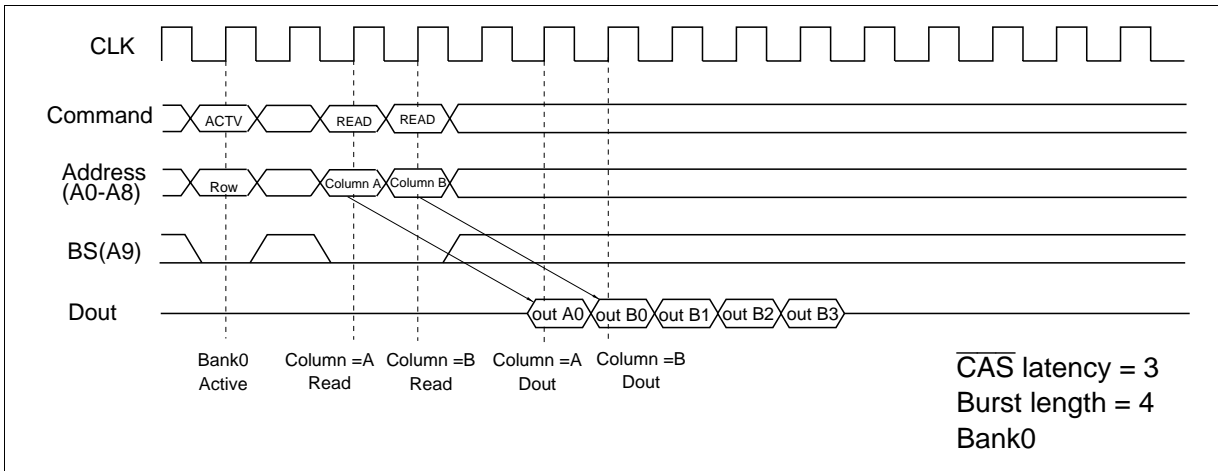 CLK
Command
ACTV
READ
READ
Address
(A0-A8)
Row
Column A
Column B
BS(A9)
Dout
out A0
out B0
out B1
out B2
out B3
Bank0
Active
Column =A
Read
Column =B
Read
Column =A
Dout
Column =B
Dout
CAS latency = 3
Burst length = 4
Bank0